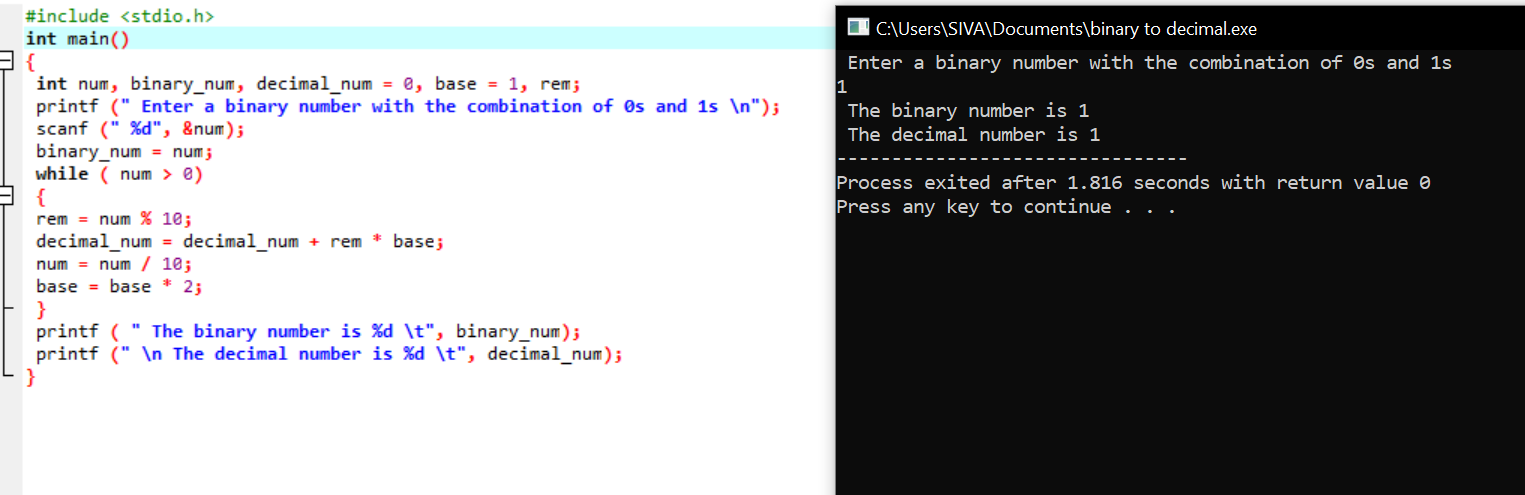 #include <stdio.h>
int main()
{
int num, binary_num, decimal_num = 0, base = 1, rem;
printf (" Enter a binary number with the combination of 0s and 1s \n");
scanf (" %d", &num);
binary_num = num;
while ( num > 0)
{
rem = num % 10;
decimal_num = decimal_num + rem * base;
num = num / 10;
base = base * 2;
}
printf ( " The binary number is %d \t", binary_num);
printf (" \n The decimal number is %d \t", decimal_num);
}
C:\Users\SIVA\Documents\binary to decimal.exe
Enter a binary number with the combination of 0s and 1s
1
The binary number is 1
The decimal number is 1
--------------------------------
Process exited after 1.816 seconds with return value 0
Press any key to continue . . .